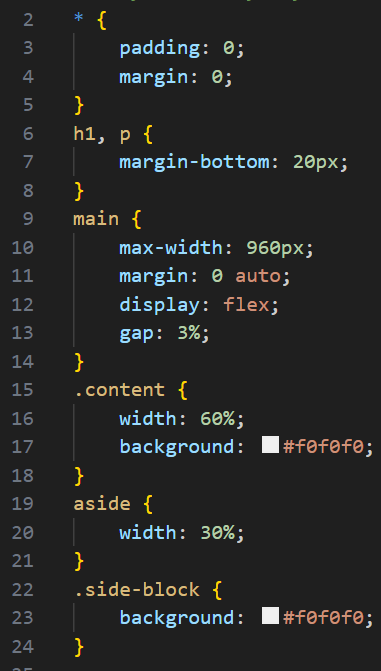 2 * {
3     padding: 0;
4     margin: 0;
5 }
6 h1, p {
7     margin-bottom: 20px;
8 }
9 main {
10     max-width: 960px;
11     margin: 0 auto;
12     display: flex;
13     gap: 3%;
14 }
15 .content {
16     width: 60%;
17     background: #f0f0f0;
18 }
19 aside {
20     width: 30%;
21 }
22 .side-block {
23     background: #f0f0f0;
24 }